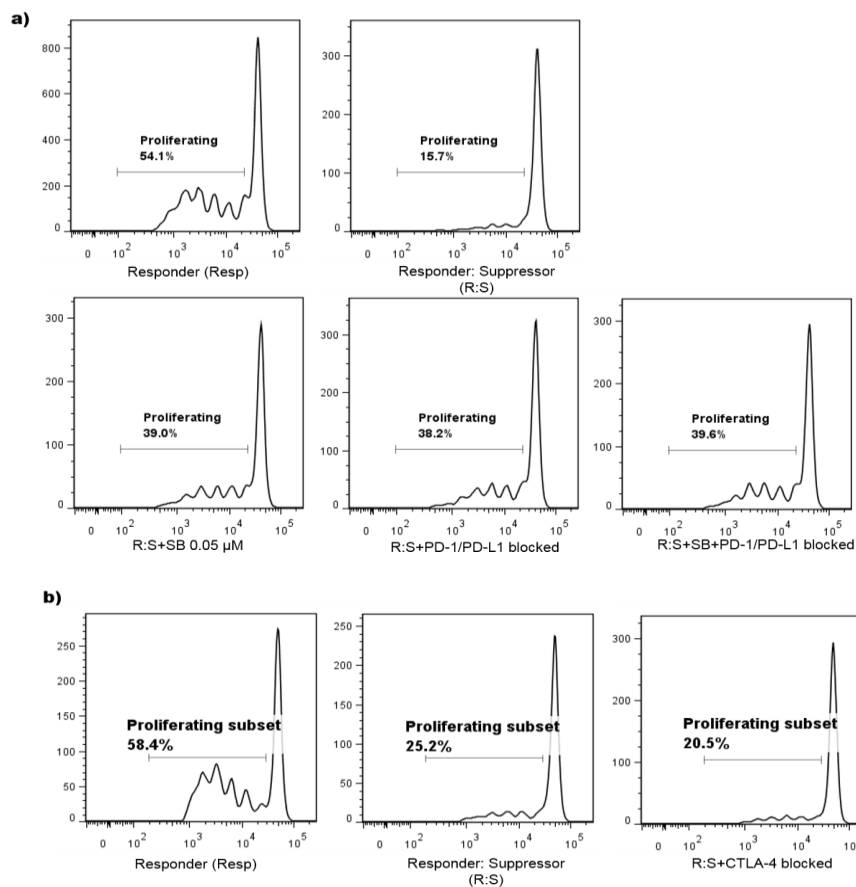 a)
800
600
400
200
0
Proliferating
54.1%
0 10^2 10^3 10^4 10^5
Responder (Resp)
300
200
100
0
Proliferating
15.7%
0 10^2 10^3 10^4 10^5
Responder: Suppressor
(R:S)
300
200
100
0
Proliferating
39.0%
0 10^2 10^3 10^4 10^5
R:S+SB 0.05 µM
300
200
100
0
Proliferating
38.2%
0 10^2 10^3 10^4 10^5
R:S+PD-1/PD-L1 blocked
300
200
100
0
Proliferating
39.6%
0 10^2 10^3 10^4 10^5
R:S+SB+PD-1/PD-L1 blocked
b)
250
200
150
100
50
0
Proliferating subset
58.4%
0 10^2 10^3 10^4 10^5
Responder (Resp)
250
200
150
100
50
0
Proliferating subset
25.2%
0 10^2 10^3 10^4 10^5
Responder: Suppressor
(R:S)
300
200
100
0
Proliferating subset
20.5%
0 10^2 10^3 10^4
R:S+CTLA-4 blocked